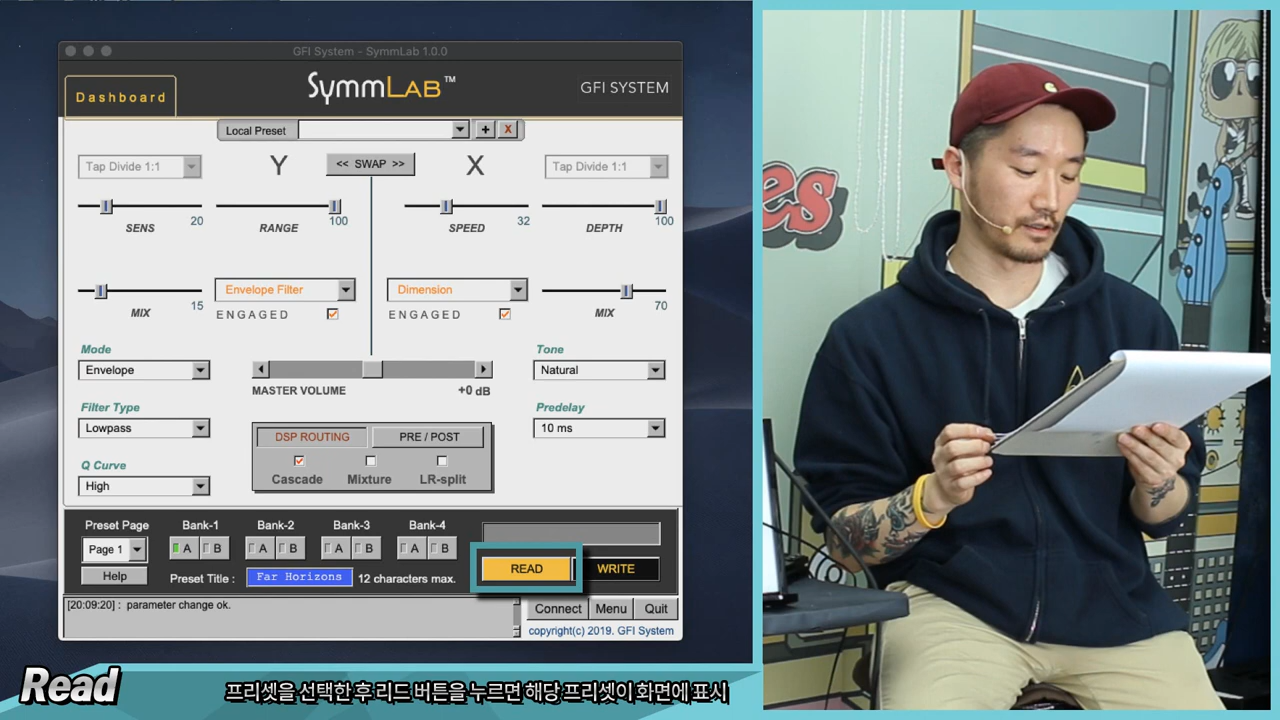 GFI System - SymmLab 1.0.0
Dashboard
SymmLAB™
GFI SYSTEM
Local Preset
+
X
Tap Divide 1:1
Y
<< SWAP >>
X
Tap Divide 1:1
SENS
20
RANGE
100
SPEED
32
DEPTH
100
MIX
15
Envelope Filter
ENGAGED
Dimension
ENGAGED
MIX
70
Mode
Envelope
Filter Type
Lowpass
Q Curve
High
MASTER VOLUME
+0 dB
DSP ROUTING
PRE / POST
Cascade
Mixture
LR-split
Tone
Natural
Predelay
10 ms
Preset Page
Bank-1
Bank-2
Bank-3
Bank-4
Page 1
A B
A B
A B
A B
Help
Preset Title :
Far Horizons
12 characters max.
READ
WRITE
[20:09:20] : parameter change ok.
Connect
Menu
Quit
copyright(c) 2019. GFI System
es
Read
프리셋을 선택한 후 리드 버튼을 누르면 해당 프리셋이 화면에 표시